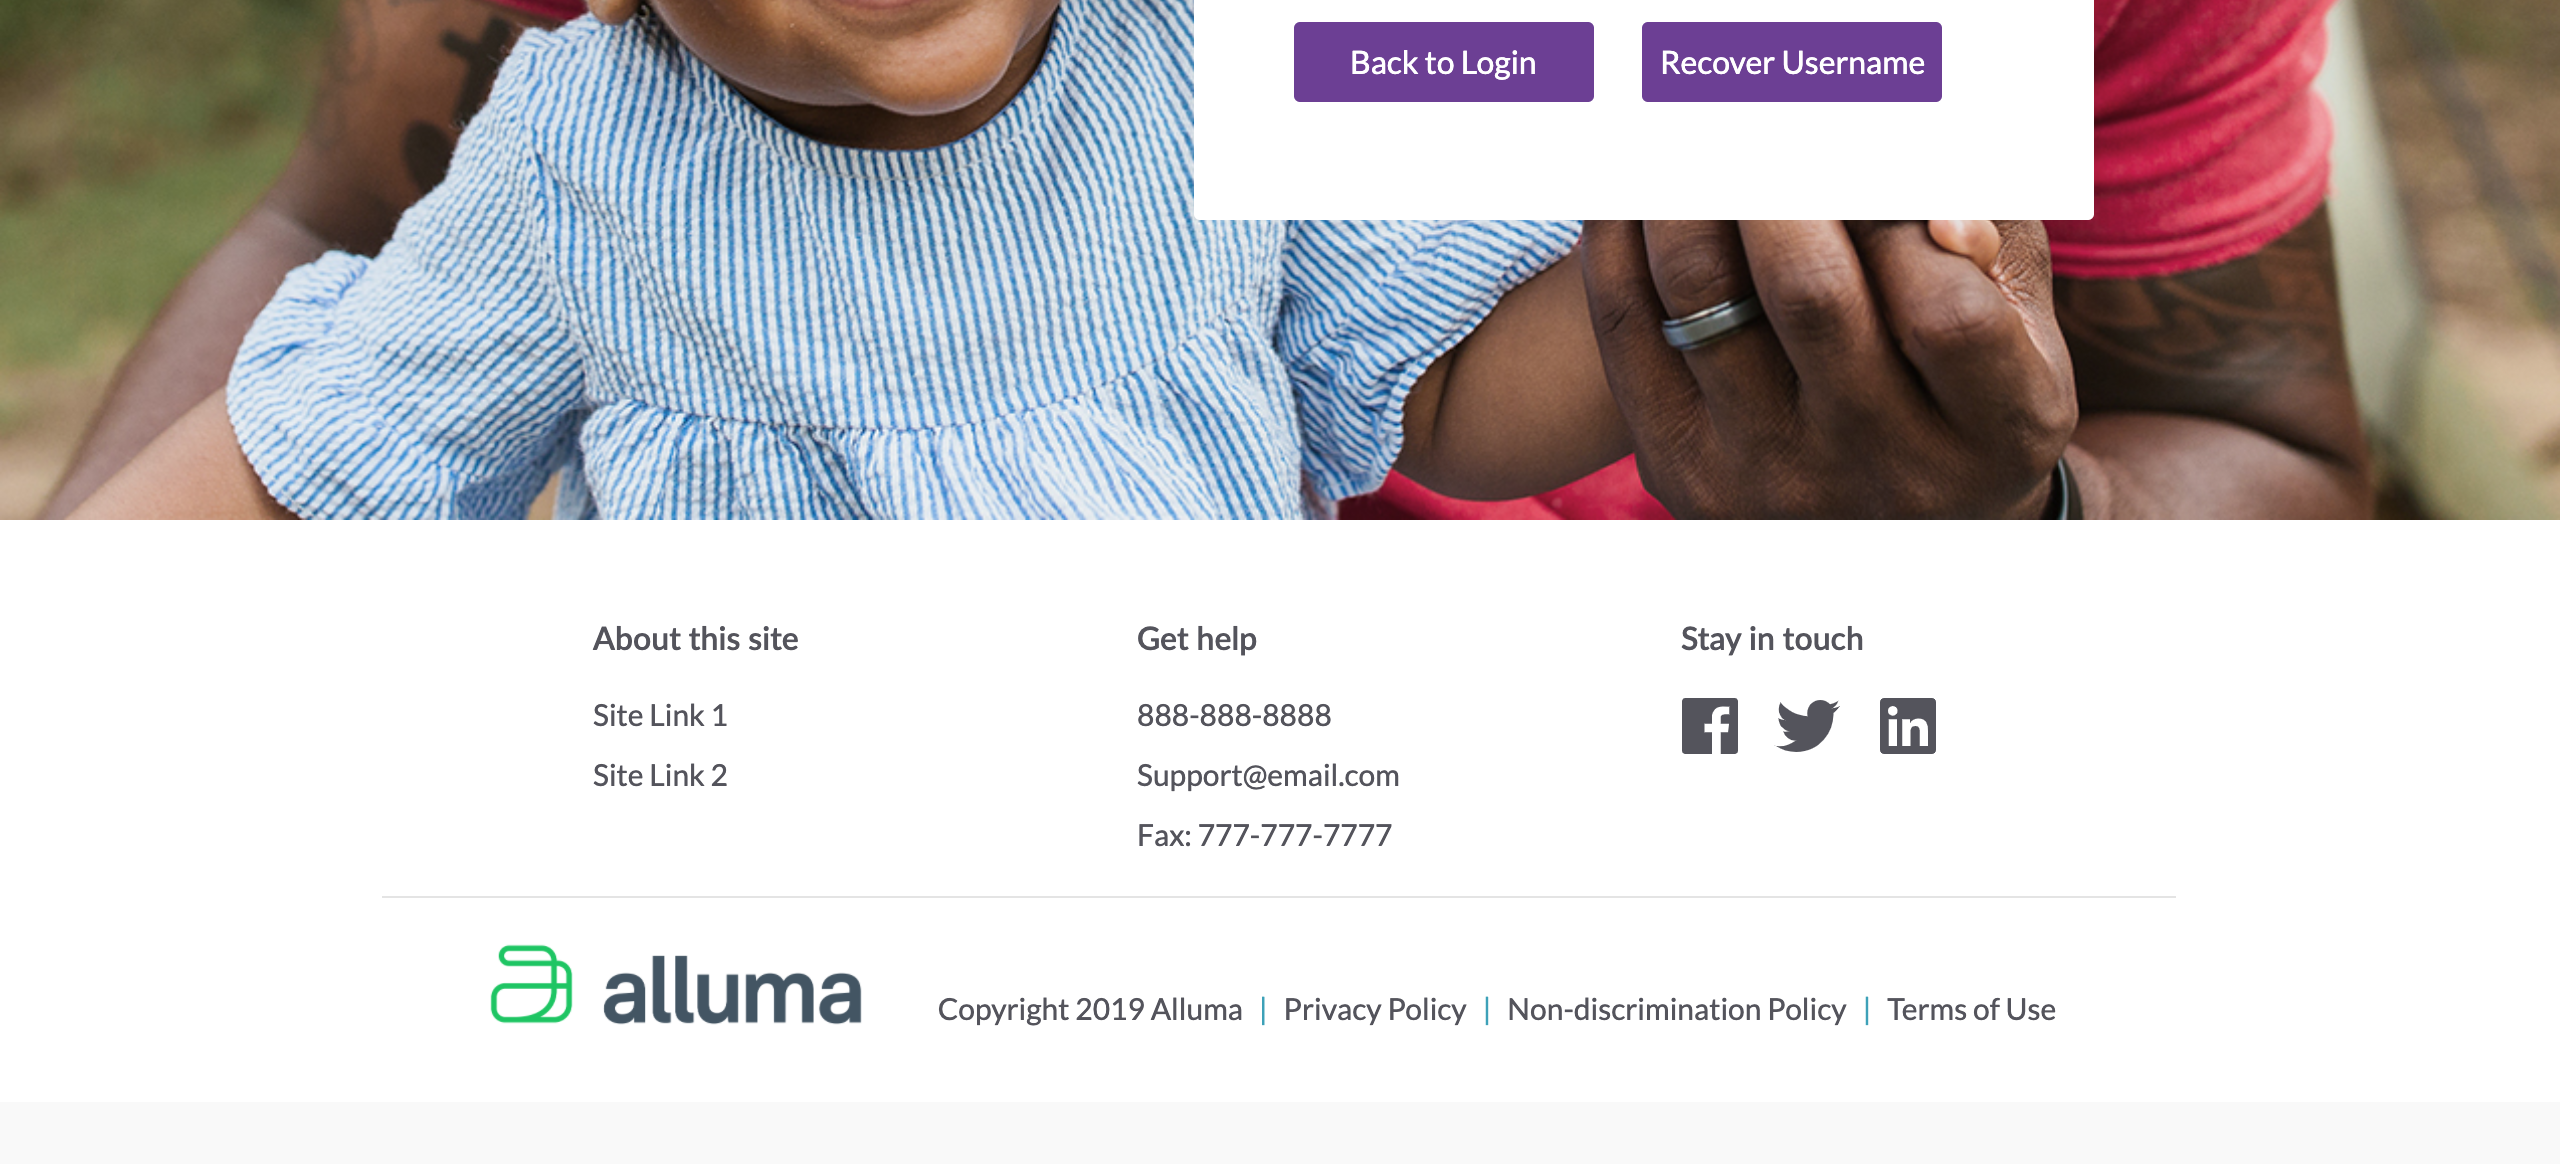 Back to Login
Recover Username
About this site
Site Link 1
Site Link 2
Get help
888-888-8888
Support@email.com
Fax: 777-777-7777
Stay in touch
alluma
Copyright 2019 Alluma | Privacy Policy | Non-discrimination Policy | Terms of Use